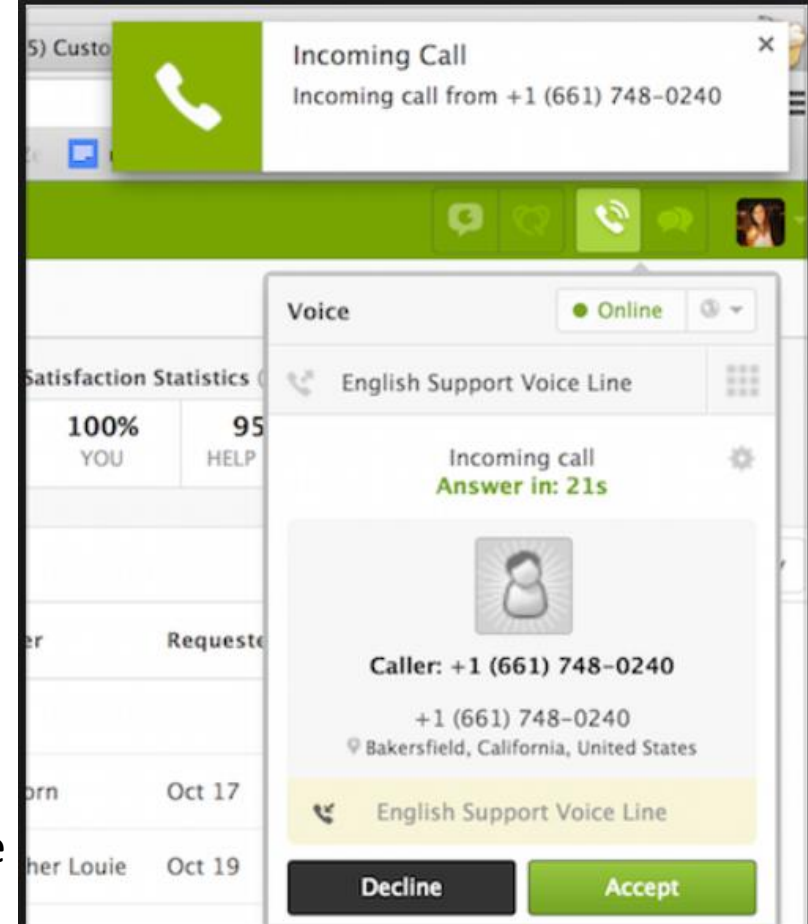 5) Custo
Incoming Call
Incoming call from +1 (661) 748-0240
Voice
Online
Satisfaction Statistics (
English Support Voice Line
100%
YOU
95
HELP
Incoming call
Answer in: 21s
er
Requeste
Caller: +1 (661) 748-0240
+1 (661) 748-0240
Bakersfield, California, United States
orn
Oct 17
English Support Voice Line
e
her Louie
Oct 19
Decline
Accept